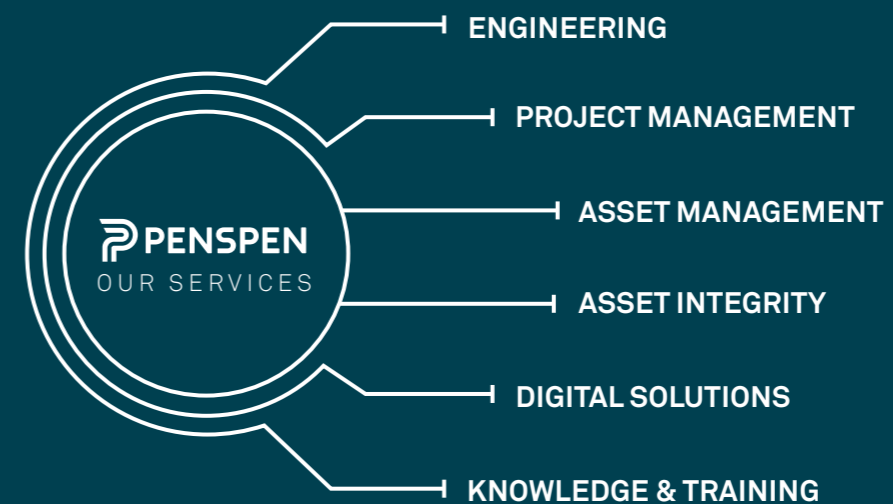 ENGINEERING
PROJECT MANAGEMENT
ASSET MANAGEMENT
PENSPEN
OUR SERVICES
ASSET INTEGRITY
DIGITAL SOLUTIONS
KNOWLEDGE & TRAINING